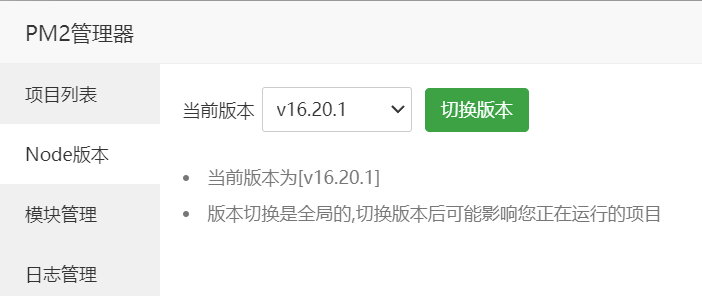 PM2管理器
项目列表
当前版本 v16.20.1 切换版本
Node版本
当前版本为[v16.20.1]
模块管理
版本切换是全局的,切换版本后可能影响您正在运行的项目
日志管理